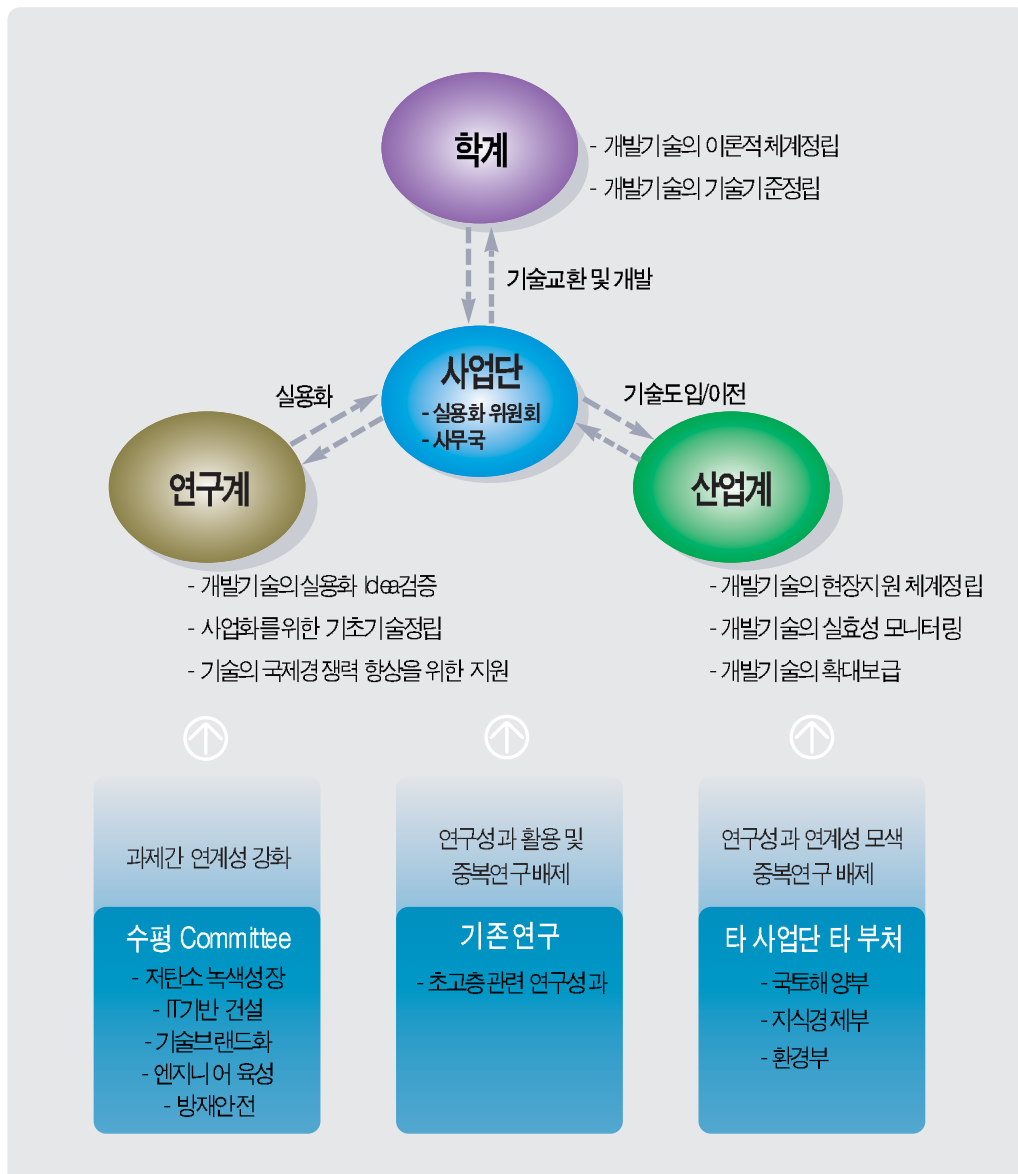 학계
- 개발기술의 이론적 체계정립
- 개발기술의 기술기준정립
기술교환 및 개발
사업단
- 실용화 위원회
- 사무국
실용화
기술도입/이전
연구계
산업계
- 개발기술의 실용화 Idea검증
- 사업화를위한 기초기술정립
- 기술의 국제경쟁력 향상을 위한 지원
- 개발기술의 현장지원 체계정립
- 개발기술의 실효성 모니터링
- 개발기술의 확대보급
과제간 연계성 강화
수평 Committee
- 저탄소 녹색성장
- IT기반 건설
- 기술브랜드화
- 엔지니어 육성
- 방재안전
연구성과 활용 및
중복연구 배제
기존연구
- 초고층관련 연구성과
연구성과 연계성 모색
중복연구 배제
타 사업단 타 부처
- 국토해양부
- 지식경제부
- 환경부